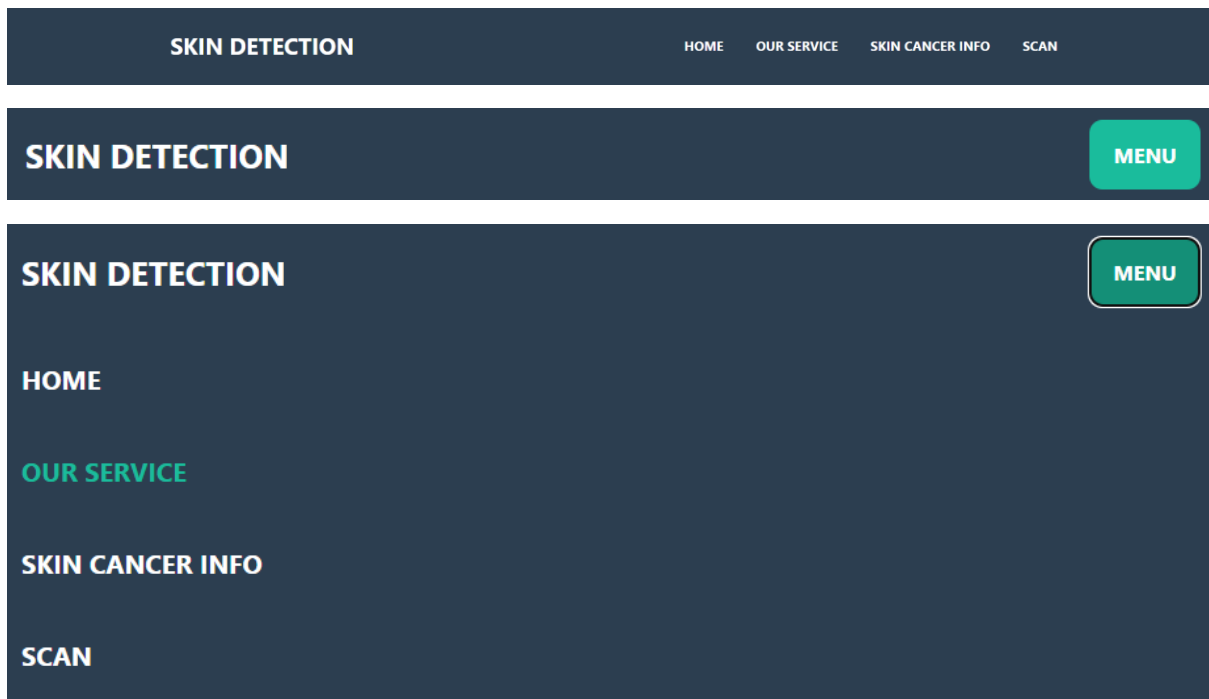 SKIN DETECTION HOME OUR SERVICE SKIN CANCER INFO SCAN
SKIN DETECTION MENU
SKIN DETECTION MENU
HOME
OUR SERVICE
SKIN CANCER INFO
SCAN